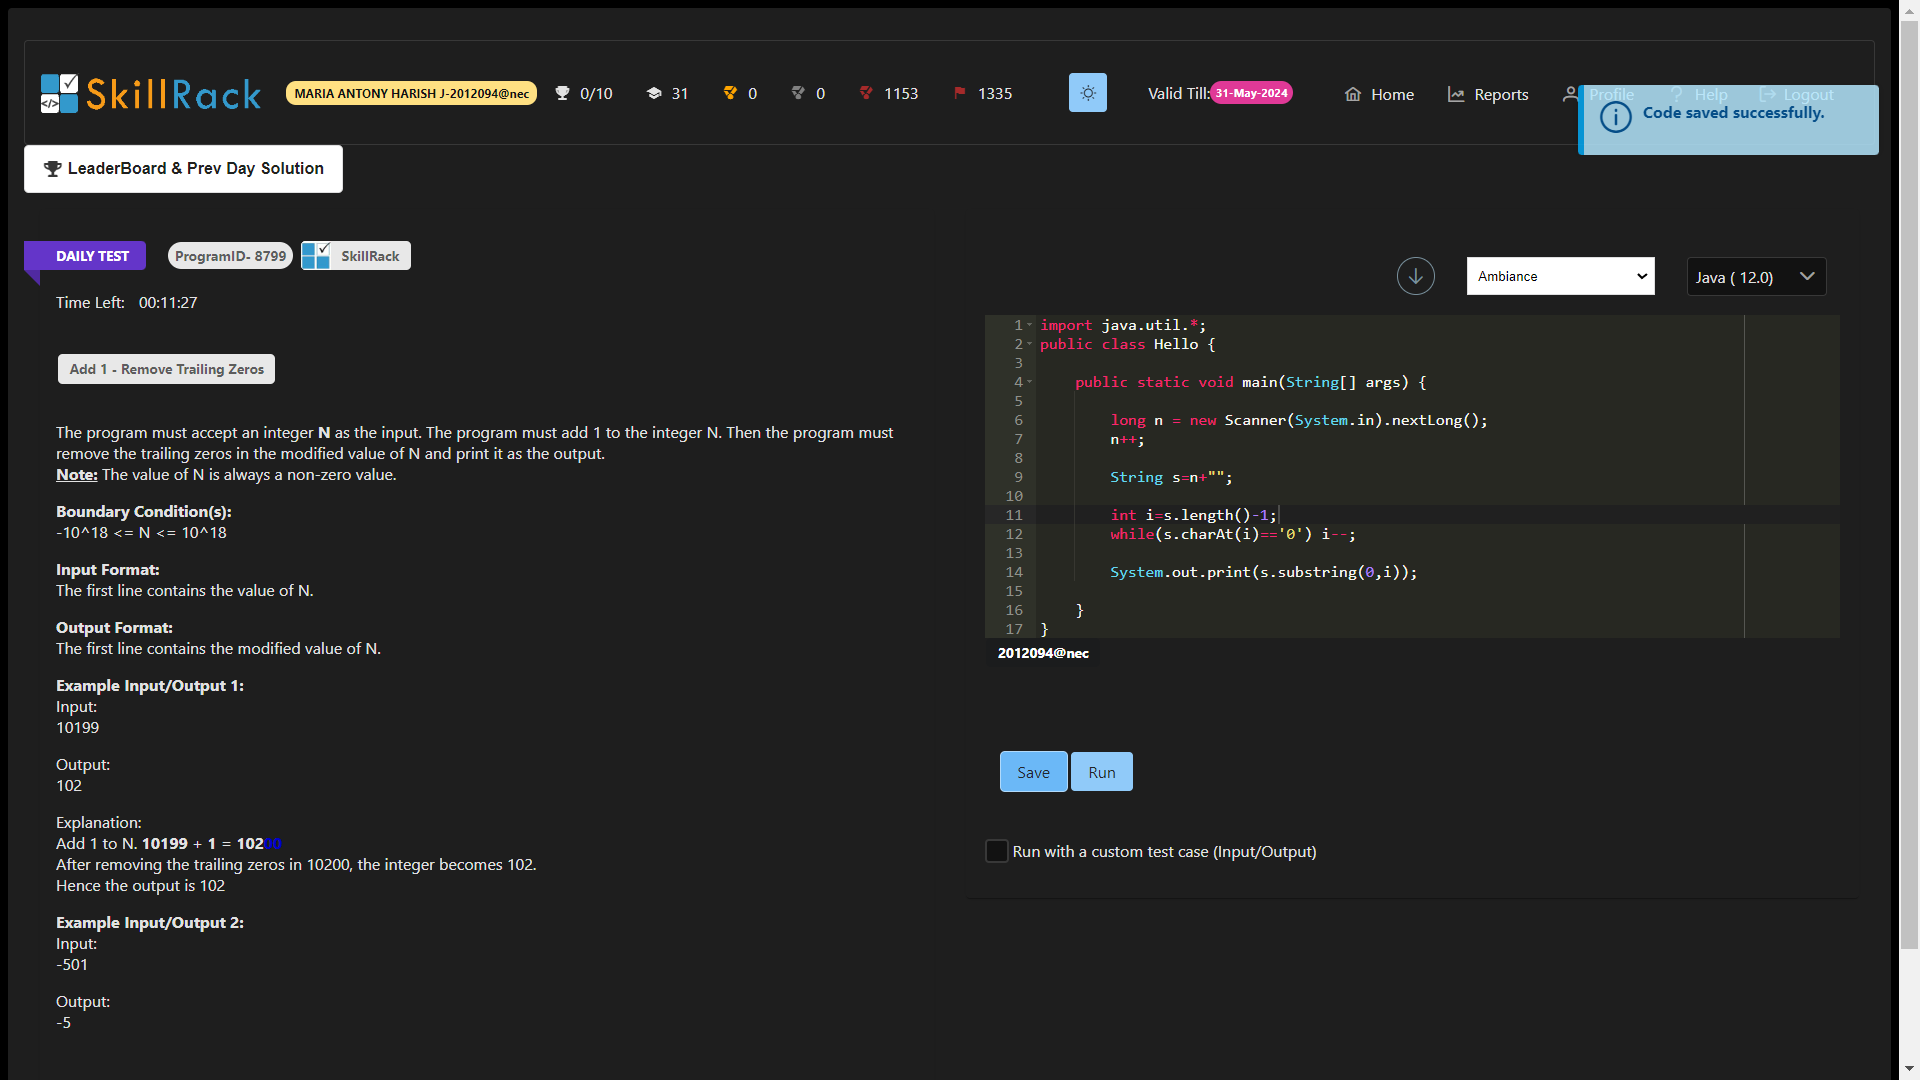 SkillRack
MARIA ANTONY HARISH J-2012094@nec
0/10
31
0
0
1153
1335
Valid Till: 31-May-2024
Home
Reports
Profile
Help
Logout
Code saved successfully.
LeaderBoard & Prev Day Solution
DAILY TEST
ProgramID- 8799
SkillRack
Time Left: 00:11:27
Add 1 - Remove Trailing Zeros
The program must accept an integer N as the input. The program must add 1 to the integer N. Then the program must
remove the trailing zeros in the modified value of N and print it as the output.
Note: The value of N is always a non-zero value.
Boundary Condition(s):
-10^18 <= N <= 10^18
Input Format:
The first line contains the value of N.
Output Format:
The first line contains the modified value of N.
Example Input/Output 1:
Input:
10199
Output:
102
Explanation:
Add 1 to N. 10199 + 1 = 10200
After removing the trailing zeros in 10200, the integer becomes 102.
Hence the output is 102
Example Input/Output 2:
Input:
-501
Output:
-5
Ambiance
Java ( 12.0)
1 import java.util.*;
2 public class Hello {
3
4 public static void main(String[] args) {
5
6 long n = new Scanner(System.in).nextLong();
7 n++;
8
9 String s=n+"";
10
11 int i=s.length()-1;
12 while(s.charAt(i)=='0') i--;
13
14 System.out.print(s.substring(0,i));
15
16 }
17 }
2012094@nec
Save
Run
Run with a custom test case (Input/Output)